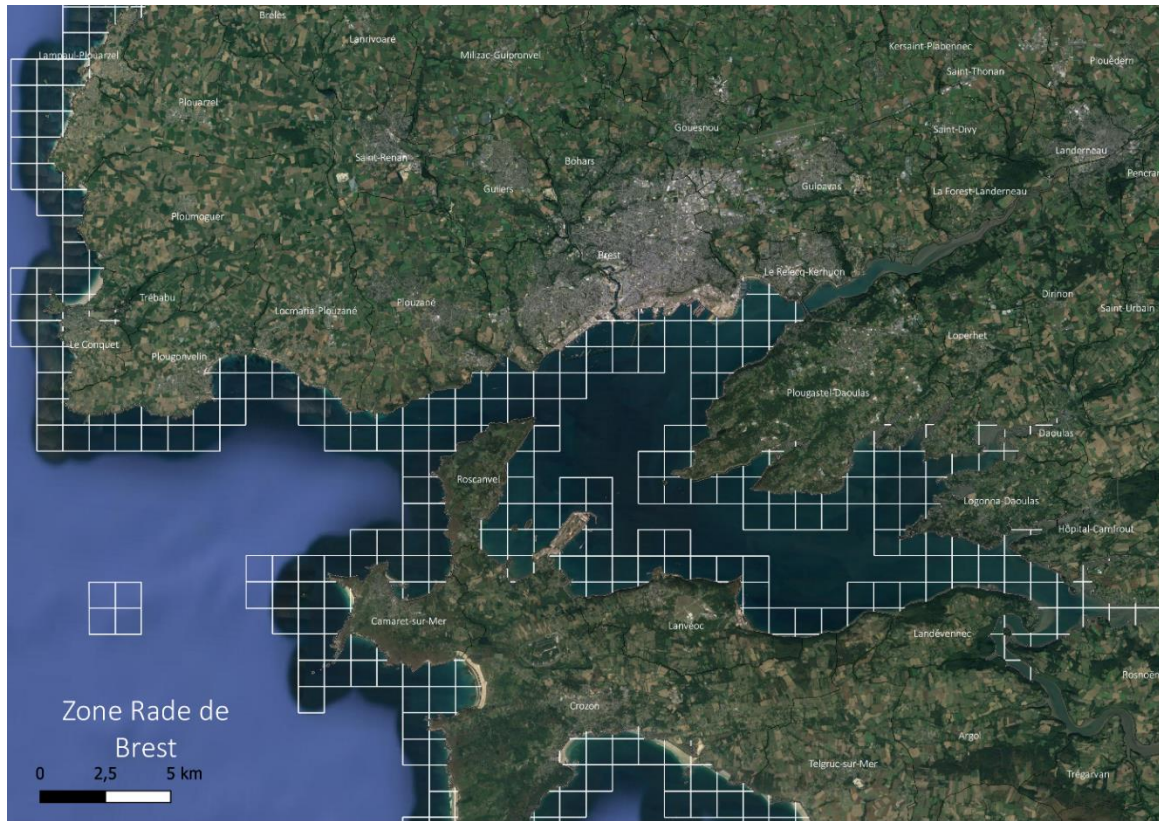 Brélès
Lanrivoaré
Milizac-Guipronvel
Kersaint-Plabennec
Lampaul-Plouarzel
Plouédern
Saint-Thonan
Plouarzel
Gouesnou
Saint-Divy
Landerneau
Saint-Renan
Bohars
Guilers
Guipavas
Pencran
La Forest-Landerneau
Ploumoguer
Brest
Le Relecq-Kerhuon
Trébabu
Dirinon
Plouzané
Locmaria-Plouzané
Saint-Urbain
Loperhet
Le Conquet
Plougonvelin
Plougastel-Daoulas
Daoulas
Roscanvel
Logonna-Daoulas
Hôpital-Camfrout
Camaret-sur-Mer
Lanvéoc
Landévennec
Rosnoën
Zone Rade de
Brest
Crozon
Argol
Telgruc-sur-Mer
Trégarvan
0 2,5 5 km